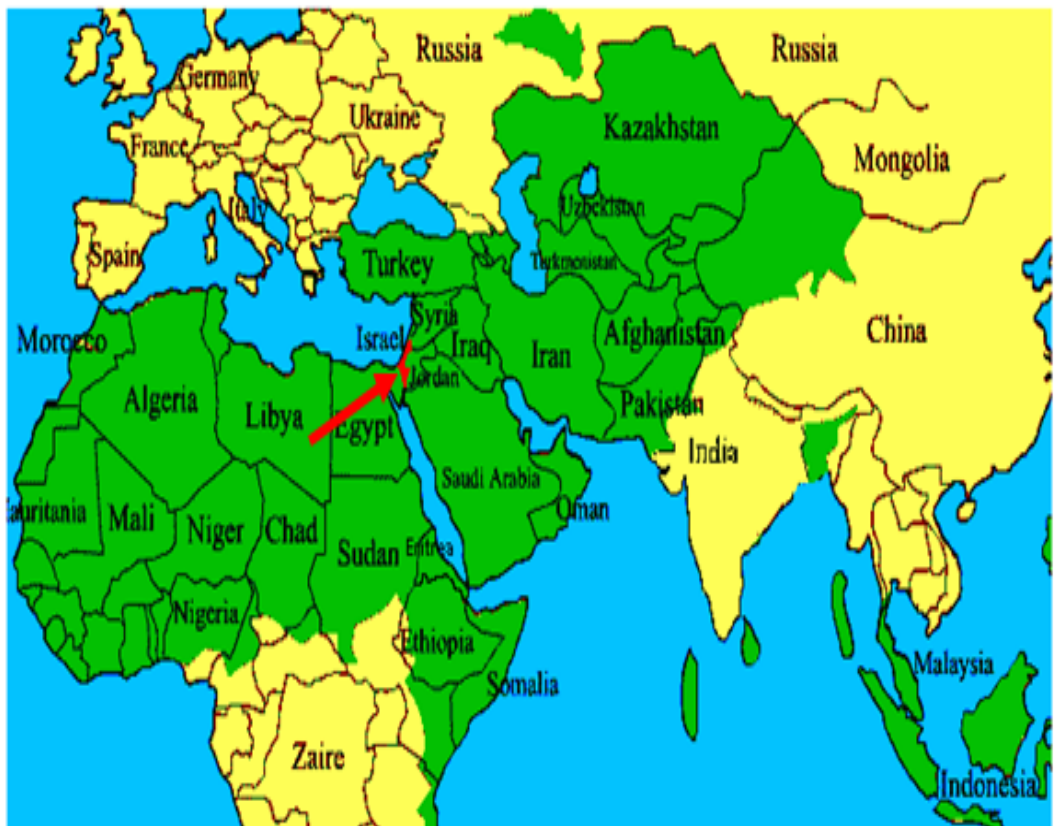 Russia
Russia
Germany
Ukraine
Kazakhstan
France
Mongolia
Italy
Uzbekistan
Spain
Turkey
Turkmonistan
Syria
Morocco
Israel
Iraq
Iran
Afghanistan
China
Jordan
Algeria
Libya
Egypt
Pakistan
India
Saudi Arabia
Oman
Mauritania
Mali
Niger
Chad
Sudan
Eritrea
Nigeria
Ethiopia
Malaysia
Somalia
Zaire
Indonesia